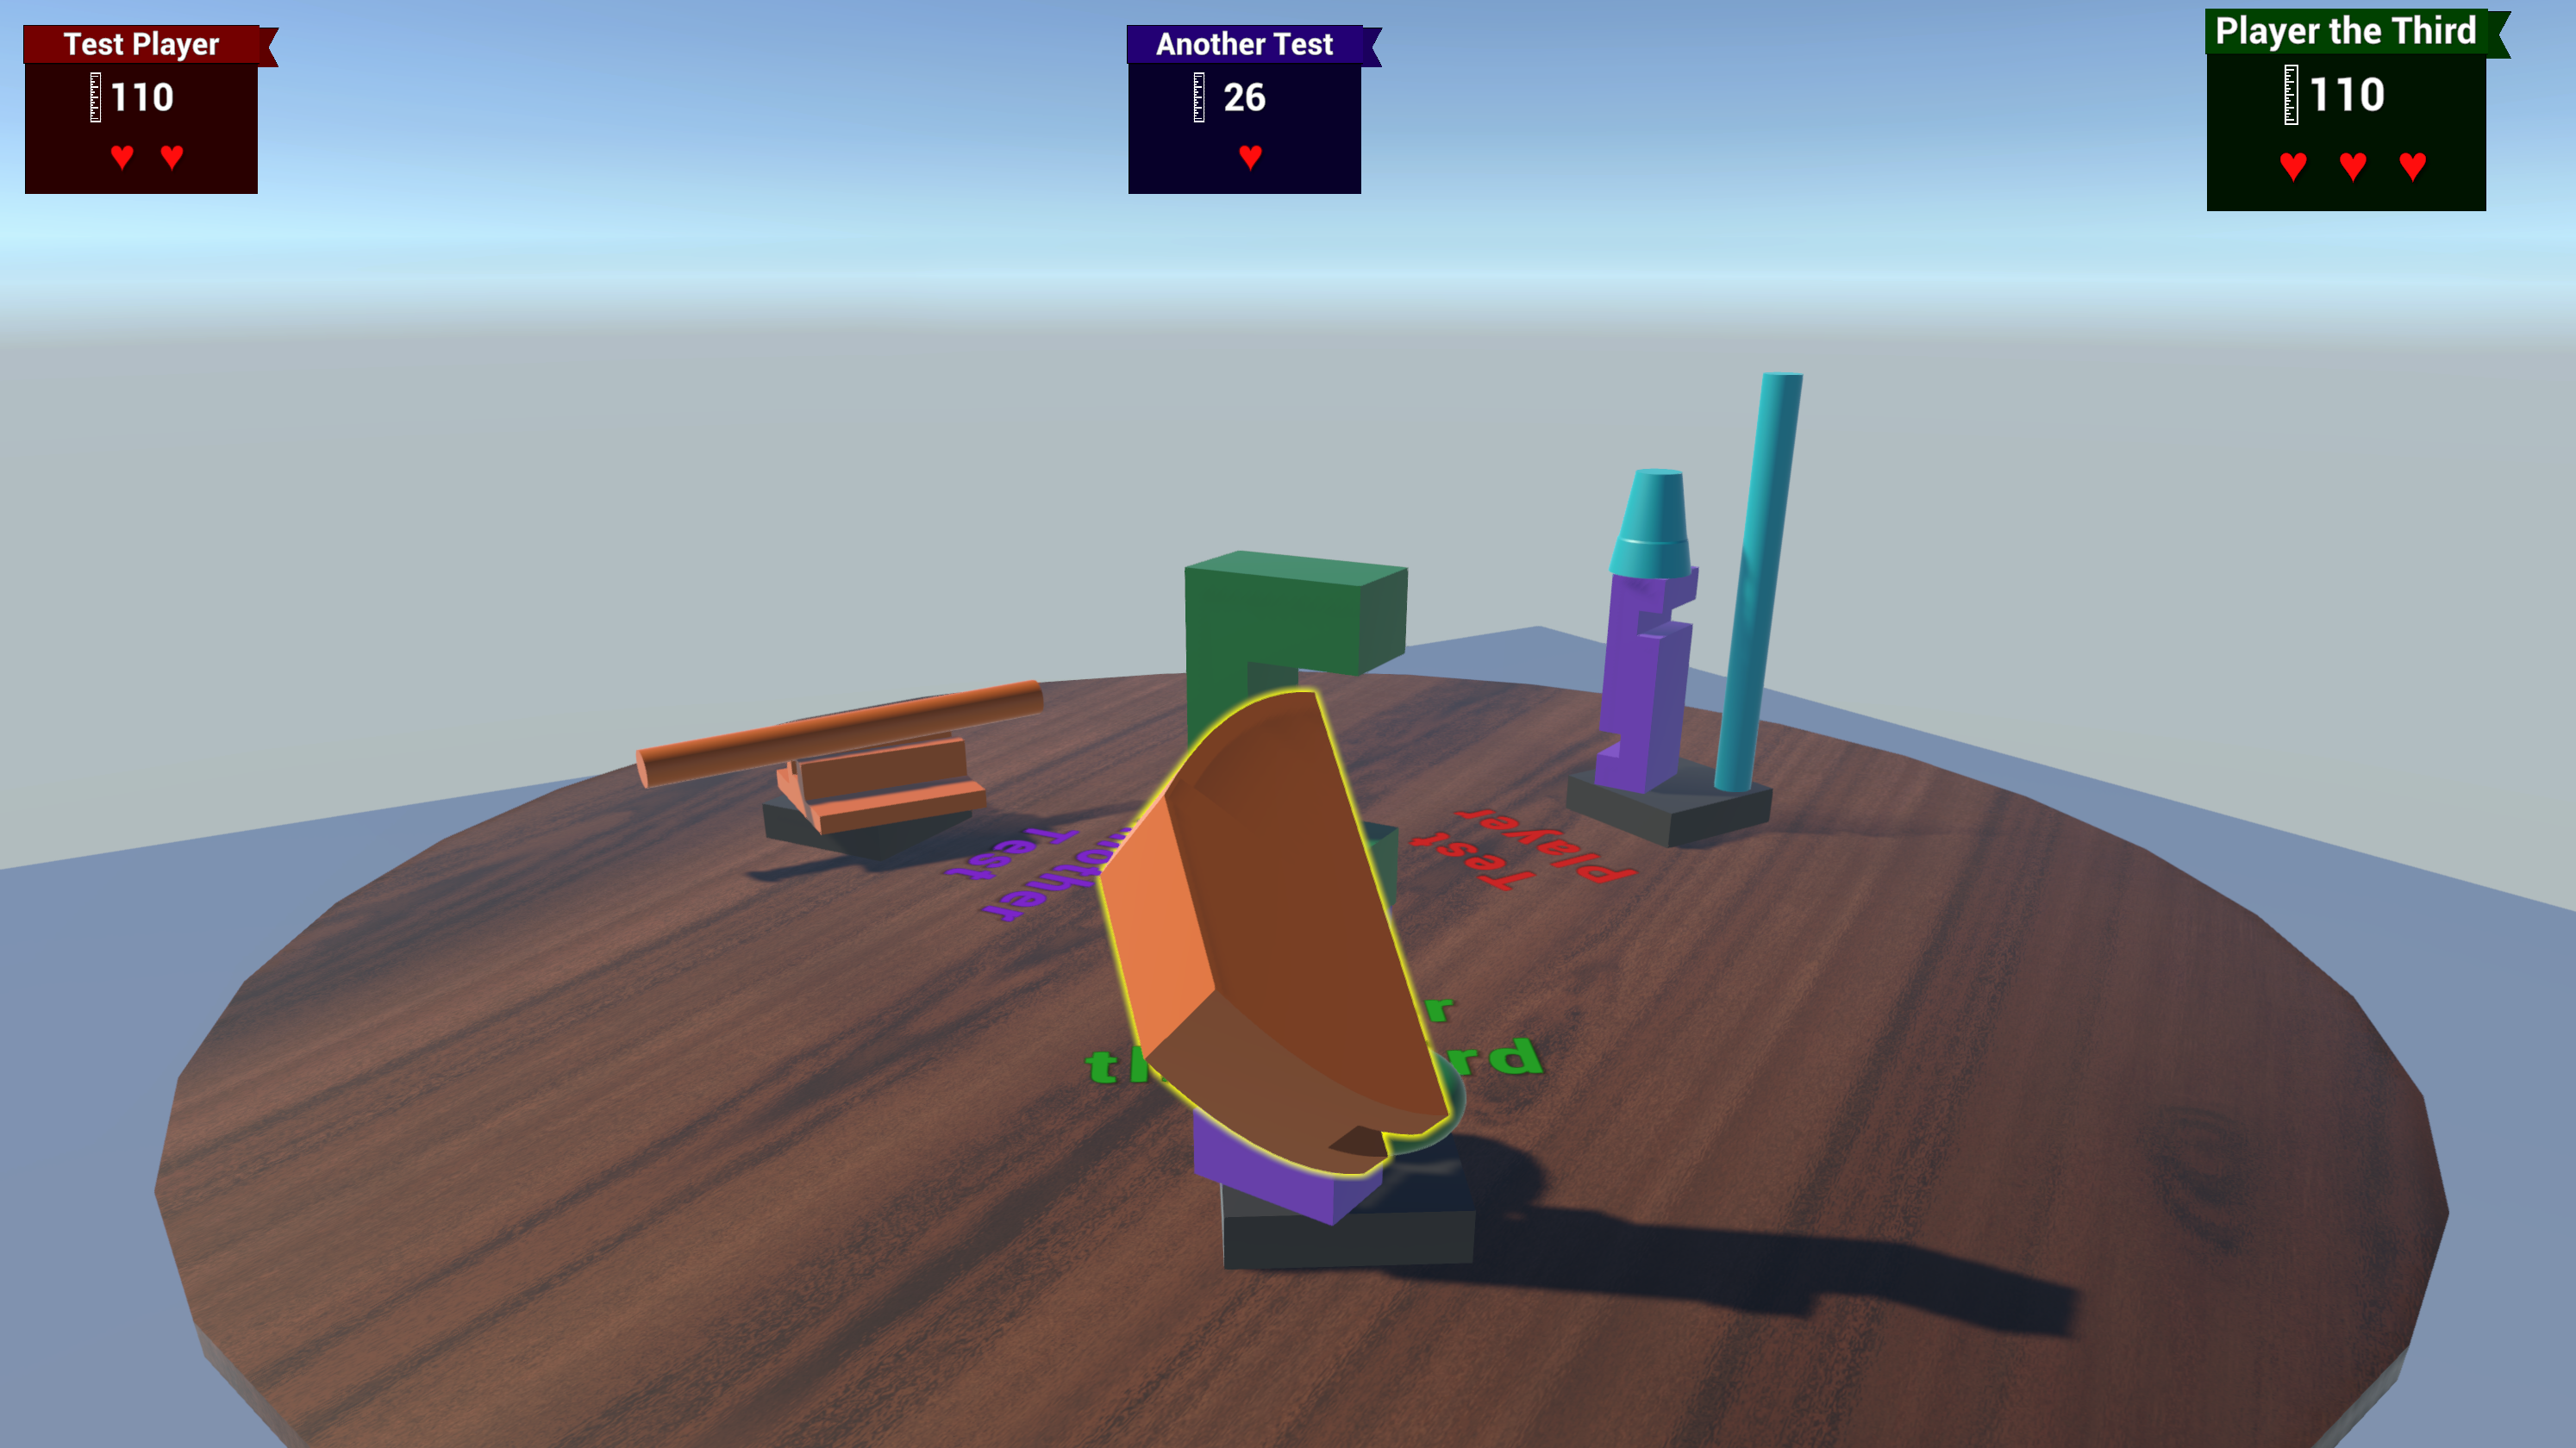 Test Player
110
Another Test
26
Player the Third
110
Test
Player
Test